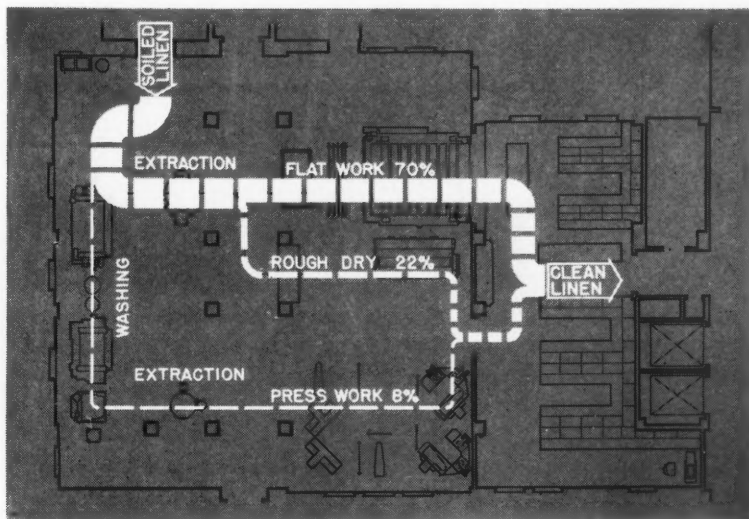 SOILED
LINEN
EXTRACTION
FLAT WORK 70%
WASHING
ROUGH DRY 22%
CLEAN
LINEN
EXTRACTION
PRESS WORK 8%